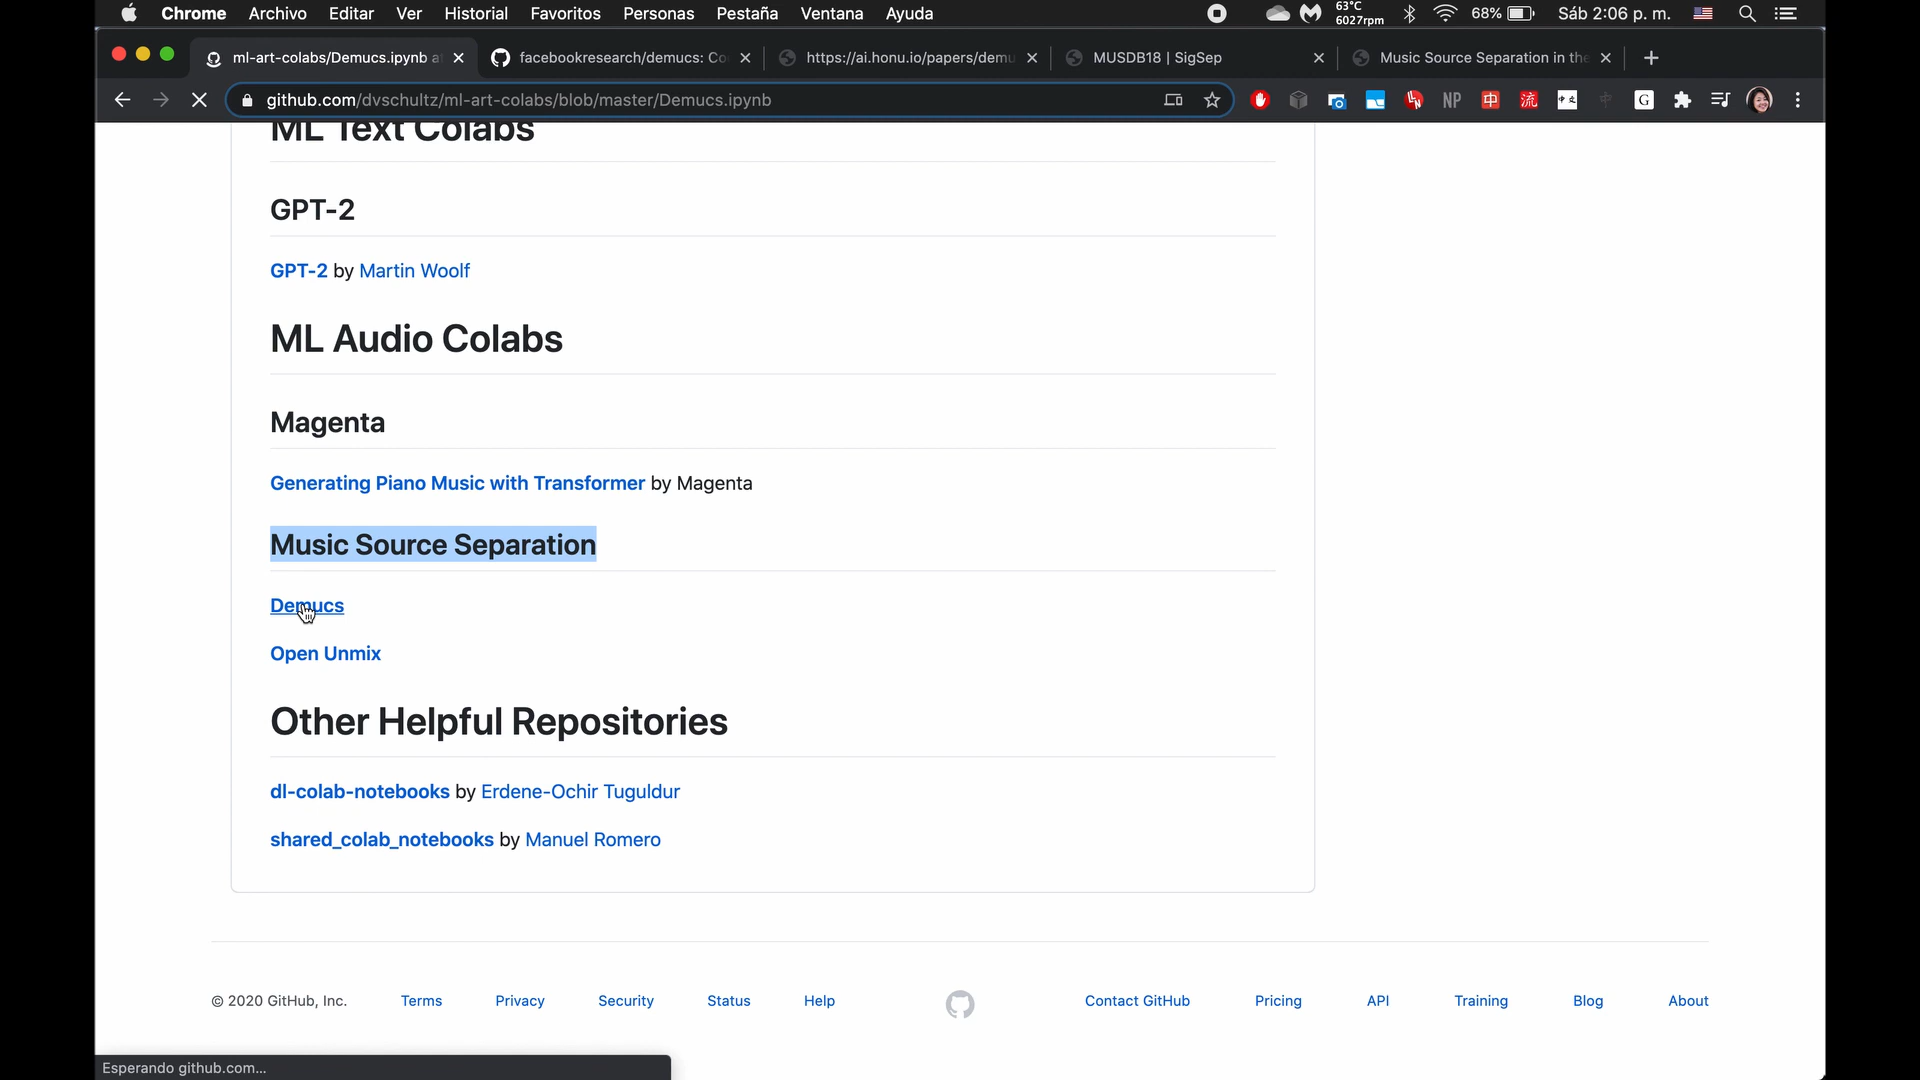 Chrome Archivo Editar Ver Historial Favoritos Personas Pestaña Ventana Ayuda 63°C 6027rpm 68% Sáb 2:06 p. m.
ml-art-colabs/Demucs.ipynb a facebookresearch/demucs: Co https://ai.honu.io/papers/demu MUSDB18 | SigSep Music Source Separation in the
github.com/dvschultz/ml-art-colabs/blob/master/Demucs.ipynb NP 中 流 中文 中 G
ML Text Colabs
GPT-2
GPT-2 by Martin Woolf
ML Audio Colabs
Magenta
Generating Piano Music with Transformer by Magenta
Music Source Separation
Demucs
Open Unmix
Other Helpful Repositories
dl-colab-notebooks by Erdene-Ochir Tuguldur
shared_colab_notebooks by Manuel Romero
© 2020 GitHub, Inc. Terms Privacy Security Status Help Contact GitHub Pricing API Training Blog About
Esperando github.com...